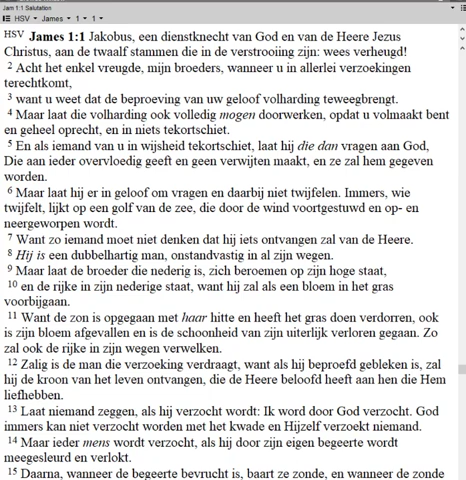 Jam 1:1 Salutation
HSV James 1 1
HSV James 1:1 Jakobus, een dienstknecht van God en van de Heere Jezus
Christus, aan de twaalf stammen die in de verstrooiing zijn: wees verheugd!
2 Acht het enkel vreugde, mijn broeders, wanneer u in allerlei verzoekingen
terechtkomt,
3 want u weet dat de beproeving van uw geloof volharding teweegbrengt.
4 Maar laat die volharding ook volledig mogen doorwerken, opdat u volmaakt bent
en geheel oprecht, en in niets tekortschiet.
5 En als iemand van u in wijsheid tekortschiet, laat hij die dan vragen aan God,
Die aan ieder overvloedig geeft en geen verwijten maakt, en ze zal hem gegeven
worden.
6 Maar laat hij er in geloof om vragen en daarbij niet twijfelen. Immers, wie
twijfelt, lijkt op een golf van de zee, die door de wind voortgestuwd en op- en
neergeworpen wordt.
7 Want zo iemand moet niet denken dat hij iets ontvangen zal van de Heere.
8 Hij is een dubbelhartig man, onstandvastig in al zijn wegen.
9 Maar laat de broeder die nederig is, zich beroemen op zijn hoge staat,
10 en de rijke in zijn nederige staat, want hij zal als een bloem in het gras
voorbijgaan.
11 Want de zon is opgegaan met haar hitte en heeft het gras doen verdorren, ook
is zijn bloem afgevallen en is de schoonheid van zijn uiterlijk verloren gegaan. Zo
zal ook de rijke in zijn wegen verwelken.
12 Zalig is de man die verzoeking verdraagt, want als hij beproefd gebleken is, zal
hij de kroon van het leven ontvangen, die de Heere beloofd heeft aan hen die Hem
liefhebben.
13 Laat niemand zeggen, als hij verzocht wordt: Ik word door God verzocht. God
immers kan niet verzocht worden met het kwade en Hijzelf verzoekt niemand.
14 Maar ieder mens wordt verzocht, als hij door zijn eigen begeerte wordt
meegesleurd en verlokt.
15 Daarna, wanneer de begeerte bevrucht is, baart ze zonde, en wanneer de zonde